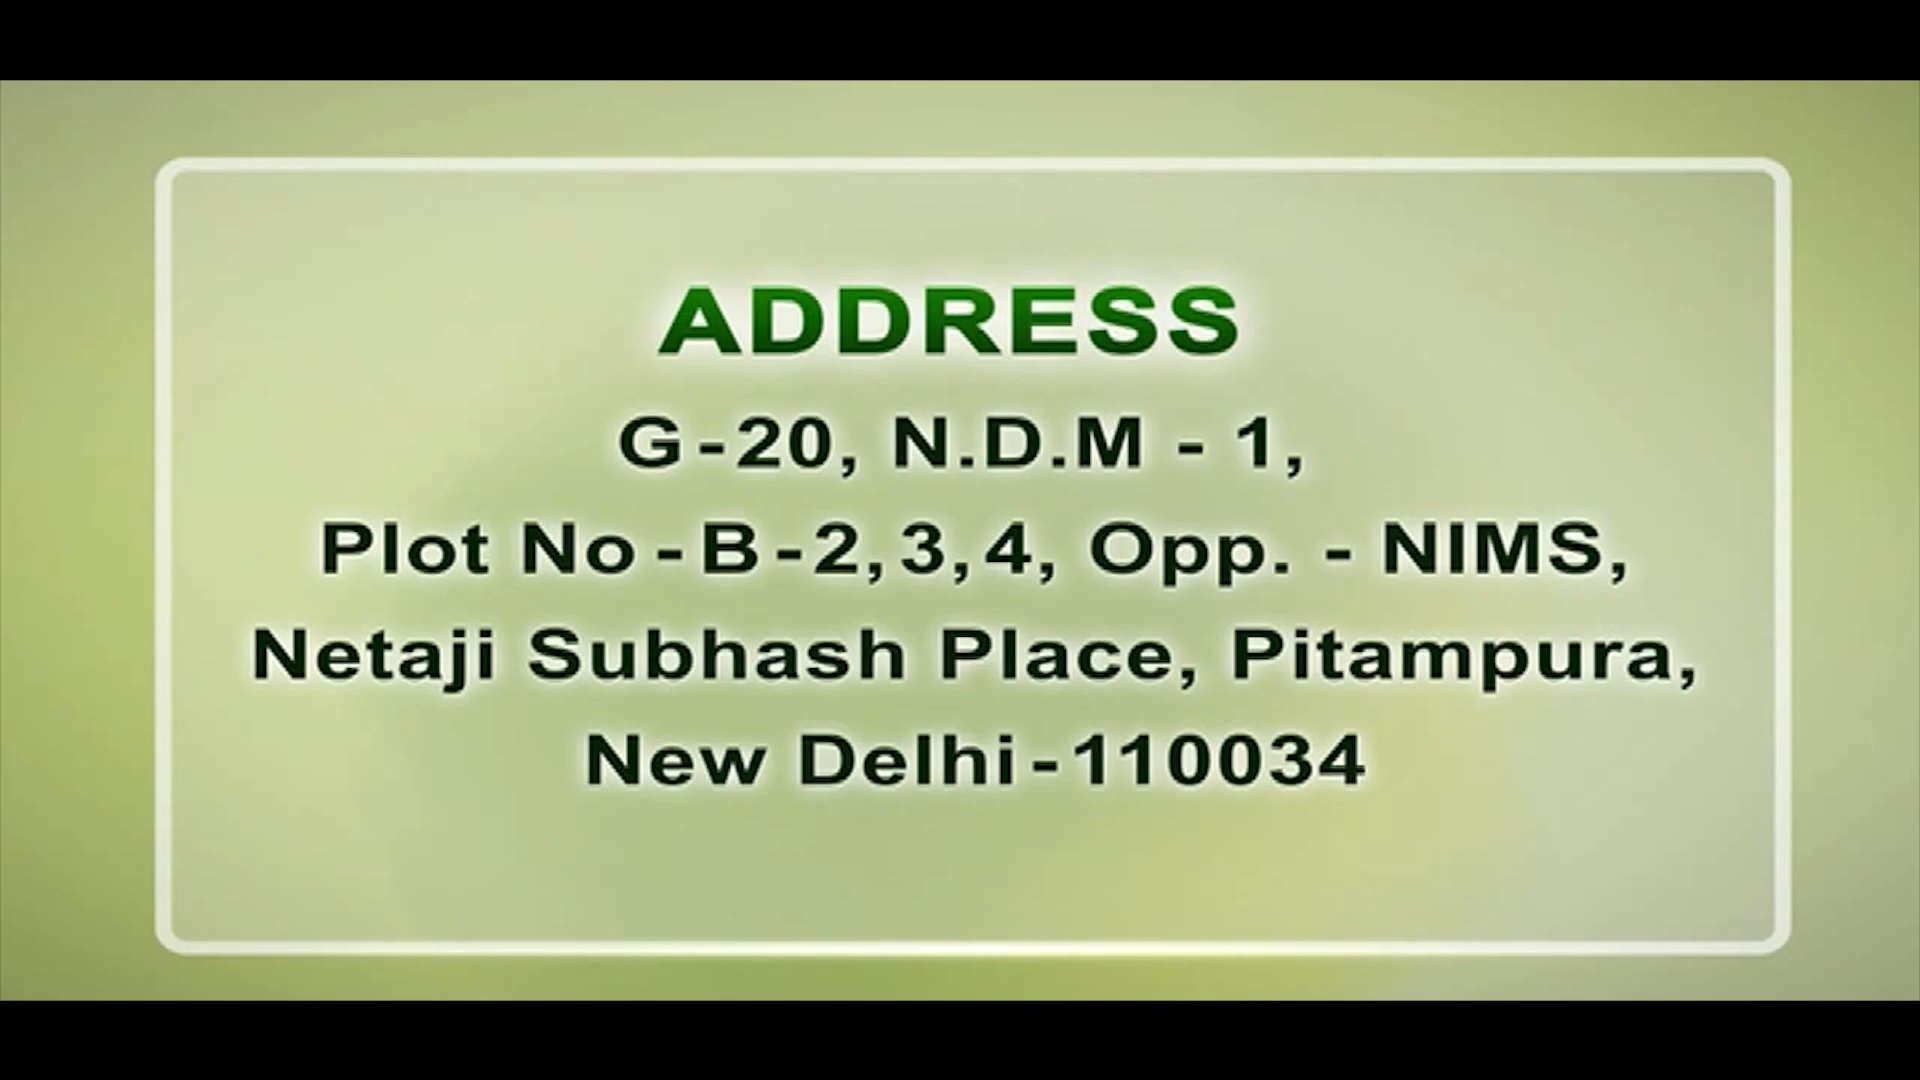 ADDRESS
G-20, N.D.M - 1,
Plot No-B-2,3,4, Opp. - NIMS,
Netaji Subhash Place, Pitampura,
New Delhi-110034